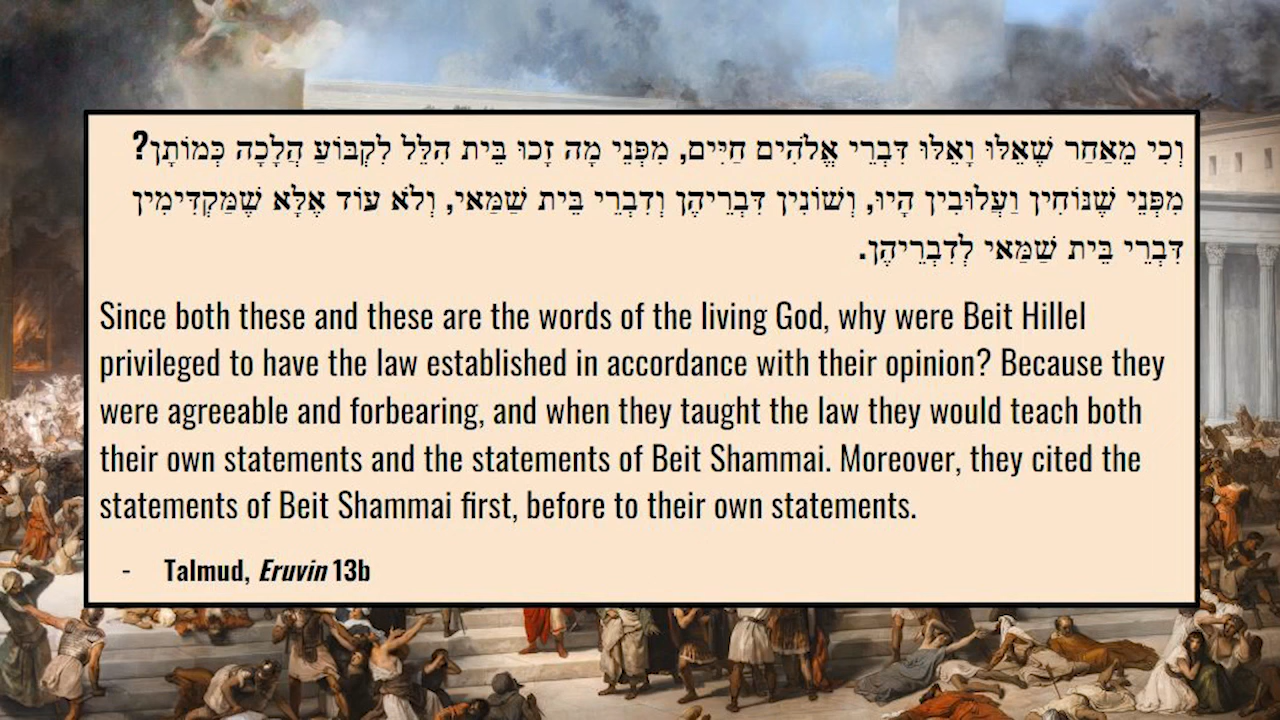 וְכִי מֵאַחַר שֶׁאֵלּוּ וָאֵלּוּ דִּבְרֵי אֱלֹהִים חַיִּים, מִפְּנֵי מָה זָכוּ בֵּית הִלֵּל לִקְבּוֹעַ הֲלָכָה כְּמוֹתָן?
מִפְּנֵי שֶׁנּוֹחִין וַעֲלוּבִין הָיוּ, וְשׁוֹנִין דִּבְרֵיהֶן וְדִבְרֵי בֵּית שַׁמַּאי, וְלֹא עוֹד אֶלָּא שֶׁמַּקְדִּימִין
דִּבְרֵי בֵּית שַׁמַּאי לְדִבְרֵיהֶן.
Since both these and these are the words of the living God, why were Beit Hillel
privileged to have the law established in accordance with their opinion? Because they
were agreeable and forbearing, and when they taught the law they would teach both
their own statements and the statements of Beit Shammai. Moreover, they cited the
statements of Beit Shammai first, before to their own statements.
- Talmud, Eruvin 13b